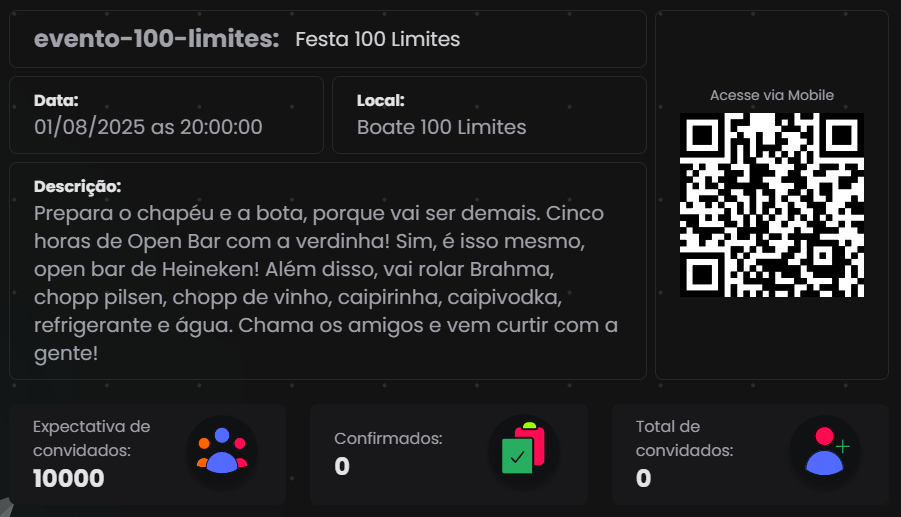 evento-100-limites: Festa 100 Limites
Data:
01/08/2025 as 20:00:00
Local:
Boate 100 Limites
Descrição:
Prepara o chapéu e a bota, porque vai ser demais. Cinco
horas de Open Bar com a verdinha! Sim, é isso mesmo,
open bar de Heineken! Além disso, vai rolar Brahma,
chopp pilsen, chopp de vinho, caipirinha, caipivodka,
refrigerante e água. Chama os amigos e vem curtir com a
gente!
Acesse via Mobile
Expectativa de
convidados:
10000
Confirmados:
0
Total de
convidados:
0